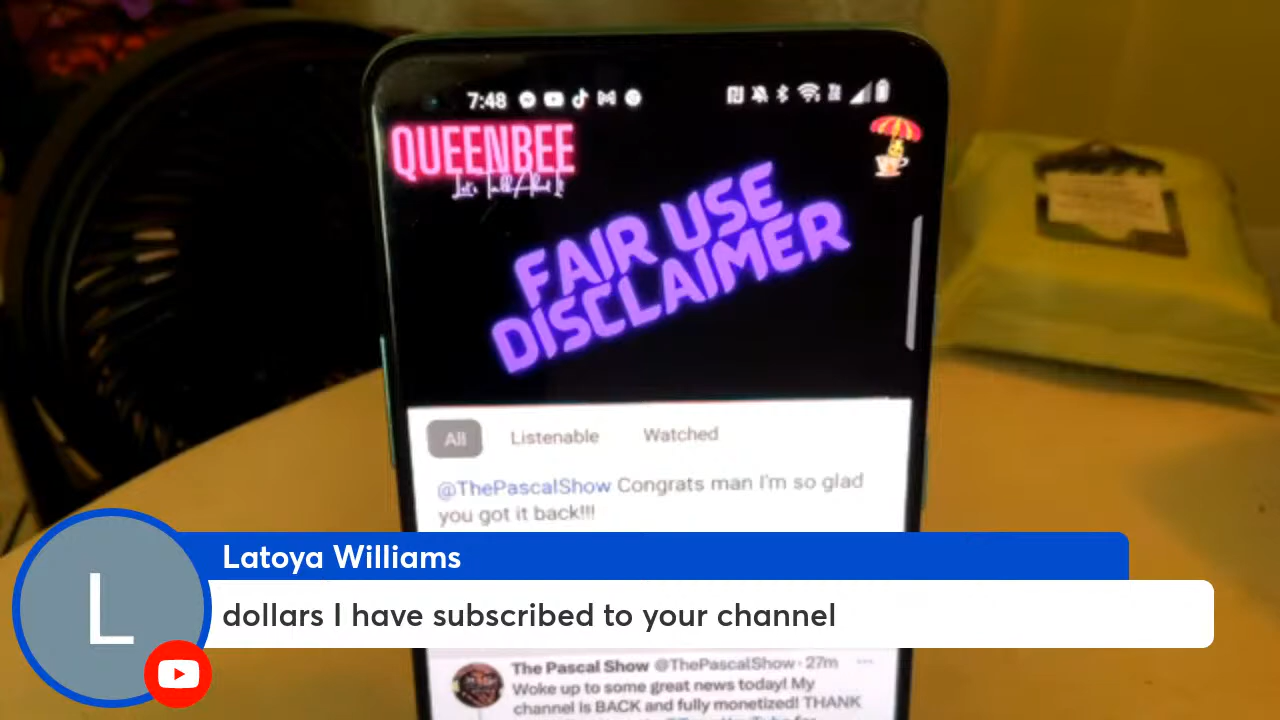 7:48
QUEENBEE
Let's Talk About It
FAIR USE
DISCLAIMER
All Listenable Watched
@ThePascalShow Congrats man I'm so glad
you got it back!!!
Latoya Williams
L
dollars I have subscribed to your channel
The Pascal Show @ThePascalShow · 27m
Woke up to some great news today! My
channel is BACK and fully monetized! THANK